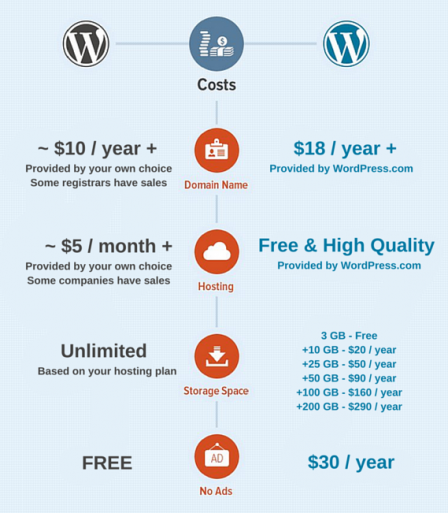 Costs
~ $10 / year +
Provided by your own choice
Some registrars have sales
Domain Name
$18 / year +
Provided by WordPress.com
~ $5 / month +
Provided by your own choice
Some companies have sales
Hosting
Free & High Quality
Provided by WordPress.com
Unlimited
Based on your hosting plan
Storage Space
3 GB - Free
+10 GB - $20 / year
+25 GB - $50 / year
+50 GB - $90 / year
+100 GB - $160 / year
+200 GB - $290 / year
FREE
AD
No Ads
$30 / year